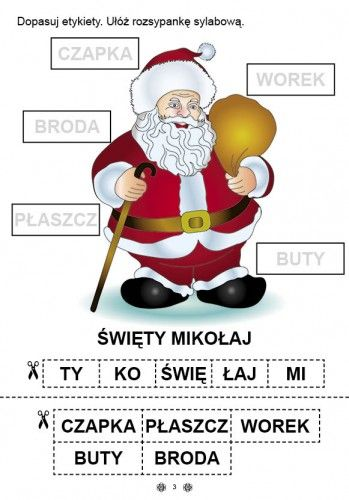 Dopasuj etykiety. Ułóż rozsypankę sylabową.
CZAPKA
WOREK
BRODA
PŁASZCZ
BUTY
ŚWIĘTY MIKOŁAJ
TY KO ŚWIĘ ŁAJ MI
CZAPKA PŁASZCZ WOREK
BUTY BRODA
3